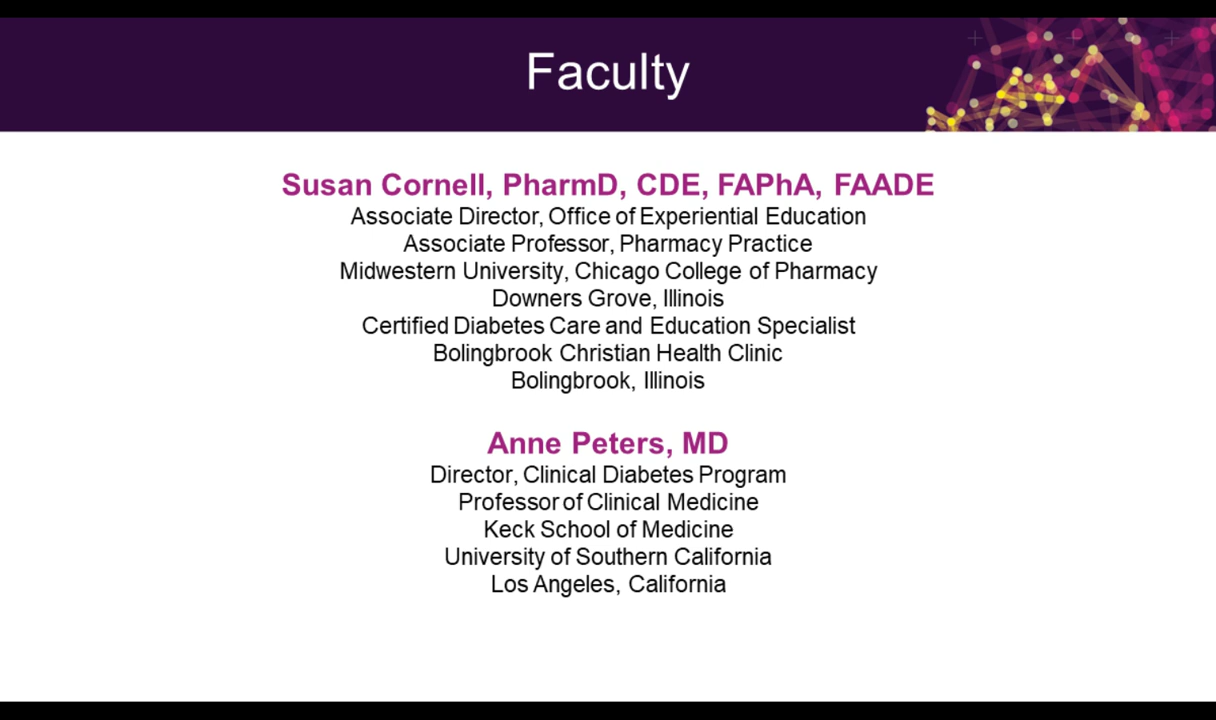 Faculty
Susan Cornell, PharmD, CDE, FAPhA, FAADE
Associate Director, Office of Experiential Education
Associate Professor, Pharmacy Practice
Midwestern University, Chicago College of Pharmacy
Downers Grove, Illinois
Certified Diabetes Care and Education Specialist
Bolingbrook Christian Health Clinic
Bolingbrook, Illinois
Anne Peters, MD
Director, Clinical Diabetes Program
Professor of Clinical Medicine
Keck School of Medicine
University of Southern California
Los Angeles, California